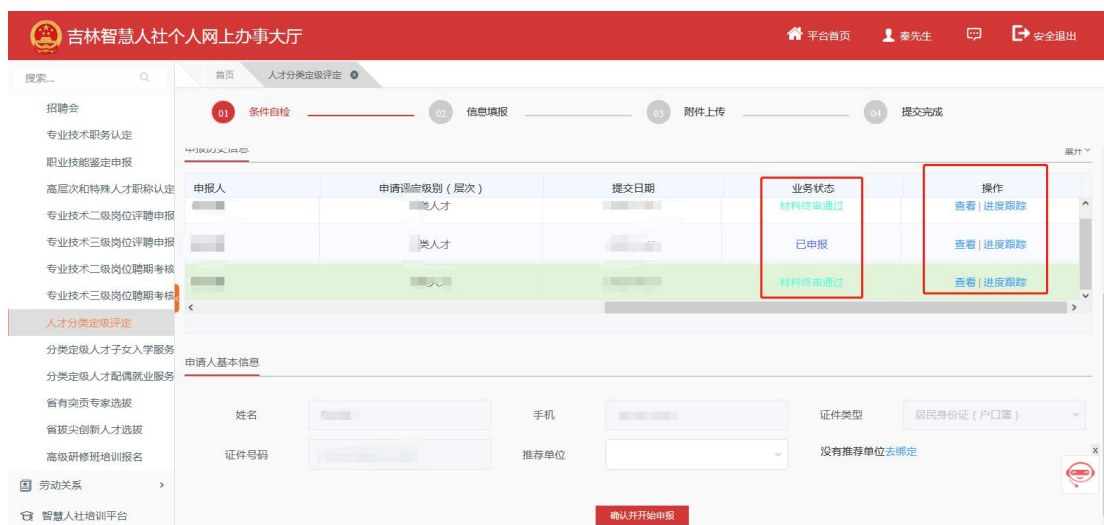 吉林智慧人社个人网上办事大厅
平台首页
秦先生
安全退出
搜索...
首页
人才分类定级评定
招聘会
专业技术职务认定
职业技能鉴定申报
高层次和特殊人才职称认定
专业技术二级岗位评聘申报
专业技术三级岗位评聘申报
专业技术二级岗位聘期考核
专业技术三级岗位聘期考核
人才分类定级评定
分类定级人才子女入学服务
分类定级人才配偶就业服务
省有突贡专家选拔
省拔尖创新人才选拔
高级研修班培训报名
劳动关系
智慧人社培训平台
01 条件自检
02 信息填报
03 附件上传
04 提交完成
申报历史信息
展开
申报人 申请评定级别（层次） 提交日期 业务状态 操作
类人才 材料终审通过 查看 | 进度跟踪
类人才 已申报 查看 | 进度跟踪
材料终审通过 查看 | 进度跟踪
申请人基本信息
姓名 手机 证件类型 居民身份证（户口簿）
证件号码 推荐单位 没有推荐单位去绑定
x
确认并开始申报